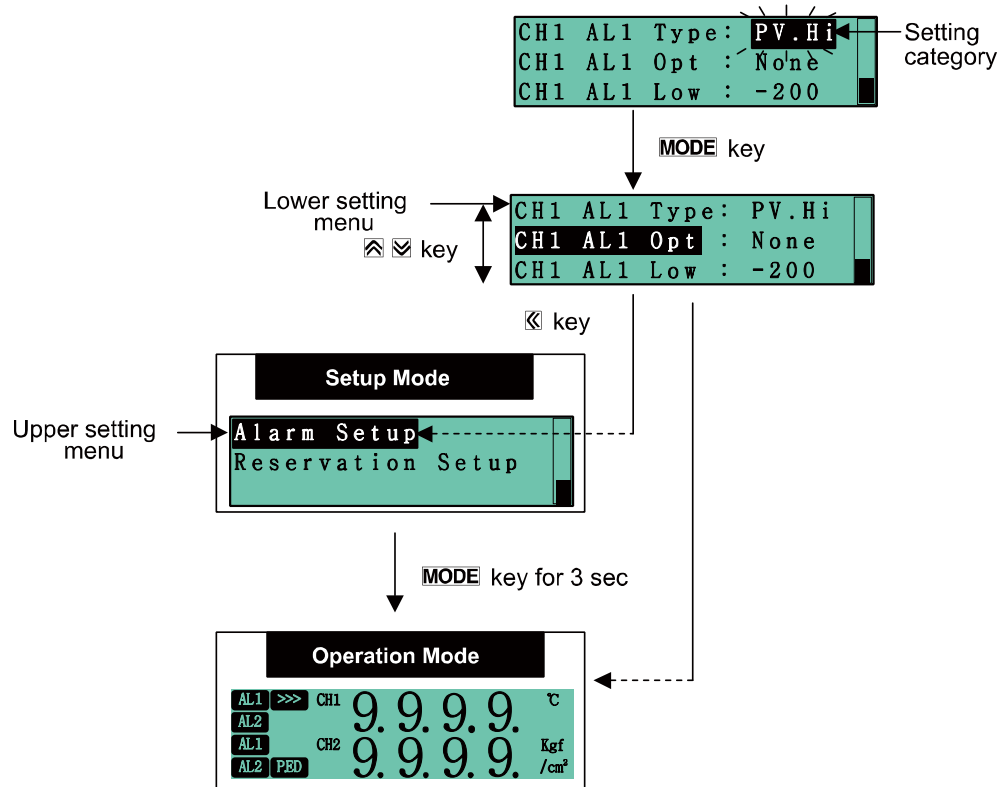 CH1 AL1 Type: PV.Hi
CH1 AL1 Opt : None
CH1 AL1 Low : -200
Setting
category
MODE key
Lower setting
menu
key
CH1 AL1 Type: PV.Hi
CH1 AL1 Opt : None
CH1 AL1 Low : -200
key
Setup Mode
Upper setting
menu
Alarm Setup
Reservation Setup
MODE key for 3 sec
Operation Mode
AL1 >>> CH1 9.9.9.9. ℃
AL2
AL1 CH2 9.9.9.9. Kgf
AL2 P.ED /cm²